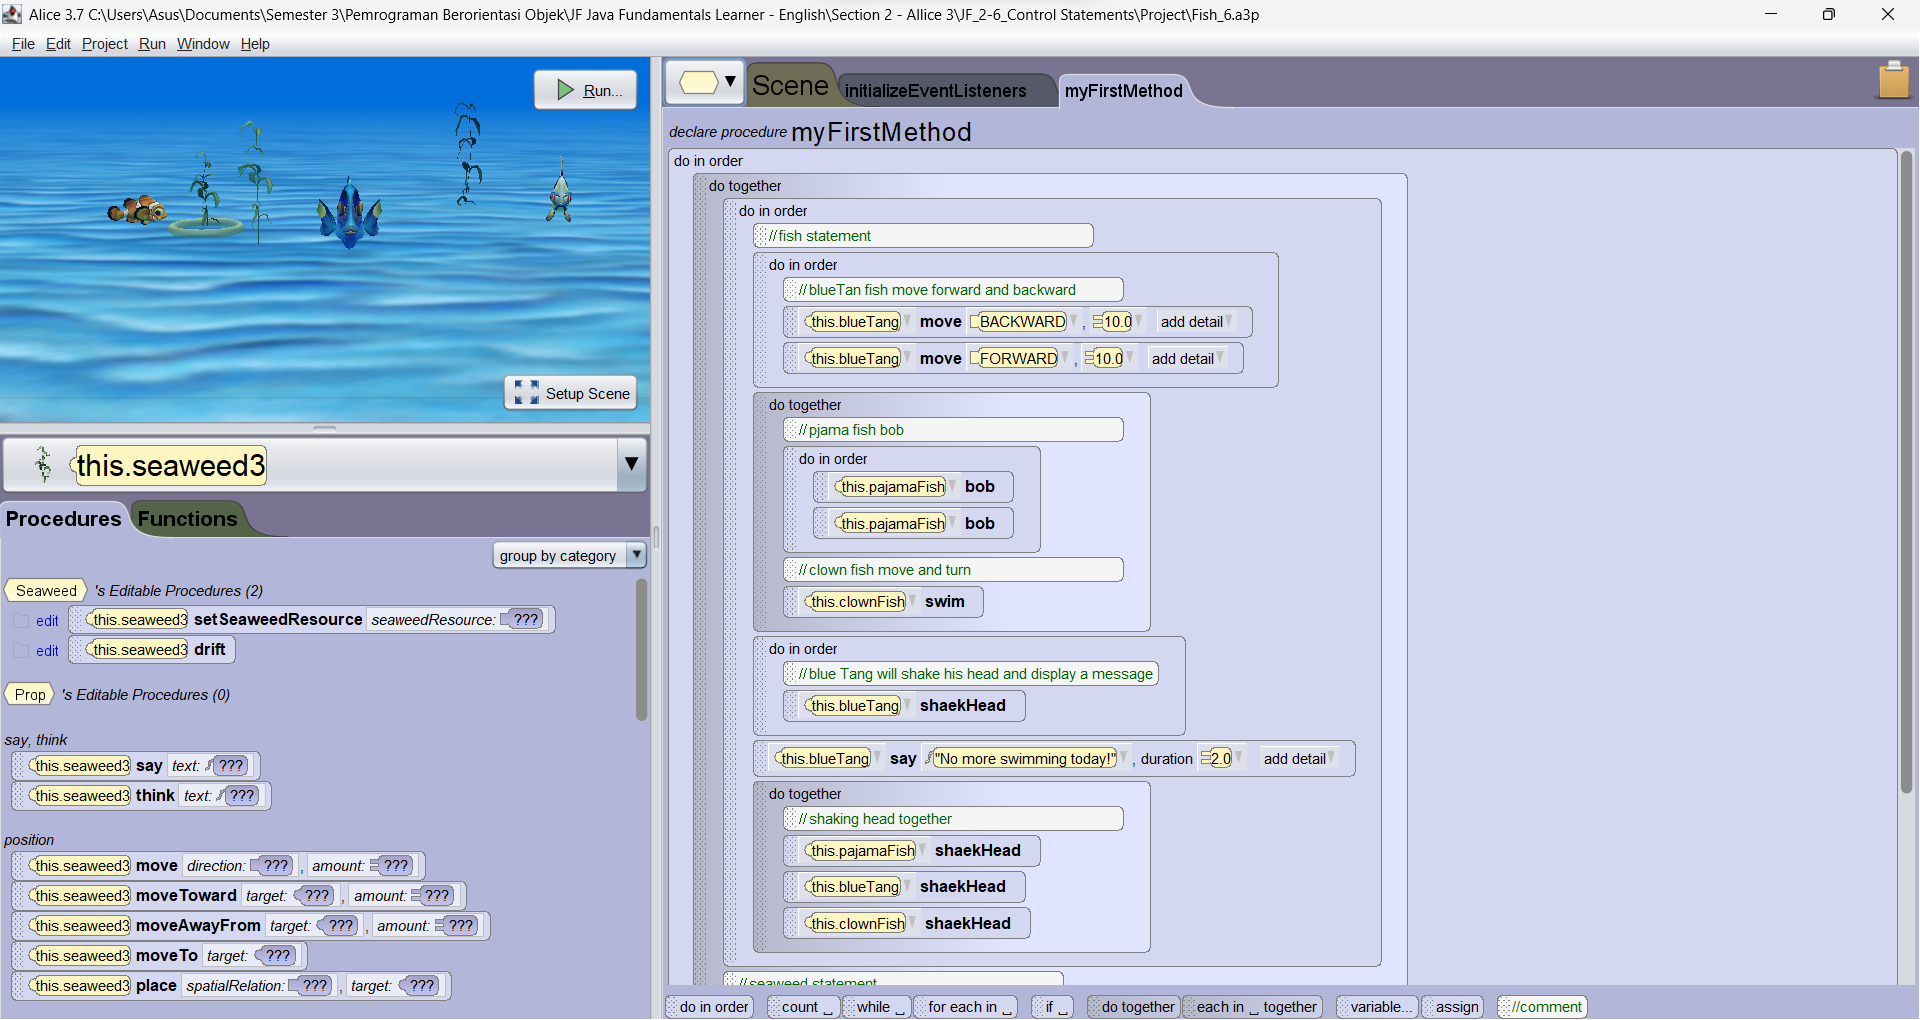 Alice 3.7 C:\Users\Asus\Documents\Semester 3\Pemrograman Berorientasi Objek\JF Java Fundamentals Learner - English\Section 2 - Allice 3\JF_2-6_Control Statements\Project\Fish_6.a3p
File Edit Project Run Window Help
Run...
Setup Scene
this.seaweed3
Procedures Functions
group by category
Seaweed 's Editable Procedures (2)
edit this.seaweed3 setSeaweedResource seaweedResource: ???
edit this.seaweed3 drift
Prop 's Editable Procedures (0)
say, think
this.seaweed3 say text: ???
this.seaweed3 think text: ???
position
this.seaweed3 move direction: ??? , amount: ???
this.seaweed3 moveToward target: ??? , amount: ???
this.seaweed3 moveAwayFrom target: ??? , amount: ???
this.seaweed3 moveTo target: ???
this.seaweed3 place spatialRelation: ??? , target: ???
Scene initializeEventListeners myFirstMethod
declare procedure myFirstMethod
do in order
do together
do in order
//fish statement
do in order
//blueTan fish move forward and backward
this.blueTang move BACKWARD , 10.0 add detail
this.blueTang move FORWARD , 10.0 add detail
do together
//pjama fish bob
do in order
this.pajamaFish bob
this.pajamaFish bob
//clown fish move and turn
this.clownFish swim
do in order
//blue Tang will shake his head and display a message
this.blueTang shaekHead
this.blueTang say "No more swimming today!" , duration 2.0 add detail
do together
//shaking head together
this.pajamaFish shaekHead
this.blueTang shaekHead
this.clownFish shaekHead
//seaweed statement
do in order count _ while _ for each in _ if _ do together each in _ together variable... assign //comment